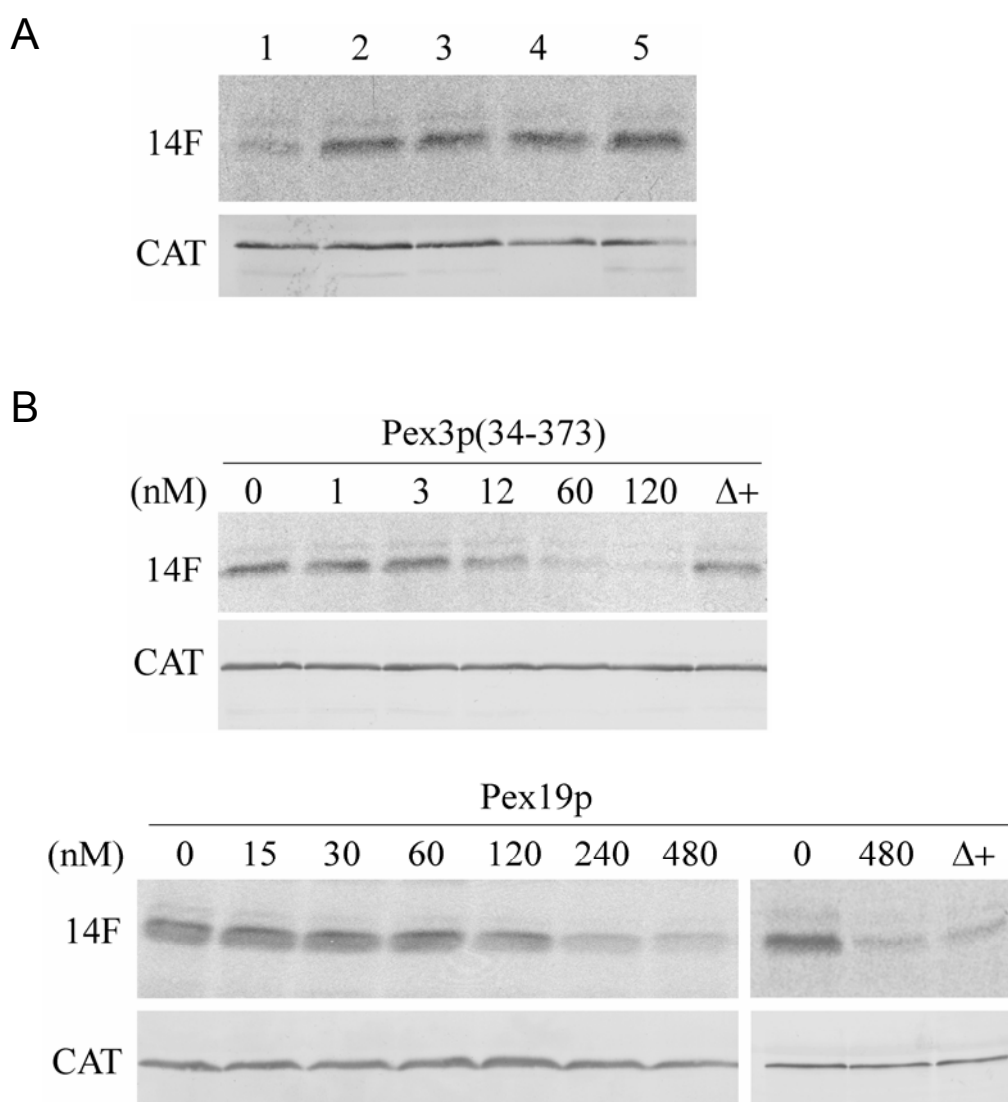 A
1 2 3 4 5
14F
CAT
B
Pex3p(34-373)
(nM) 0 1 3 12 60 120 Δ+
14F
CAT
Pex19p
(nM) 0 15 30 60 120 240 480 0 480 Δ+
14F
CAT